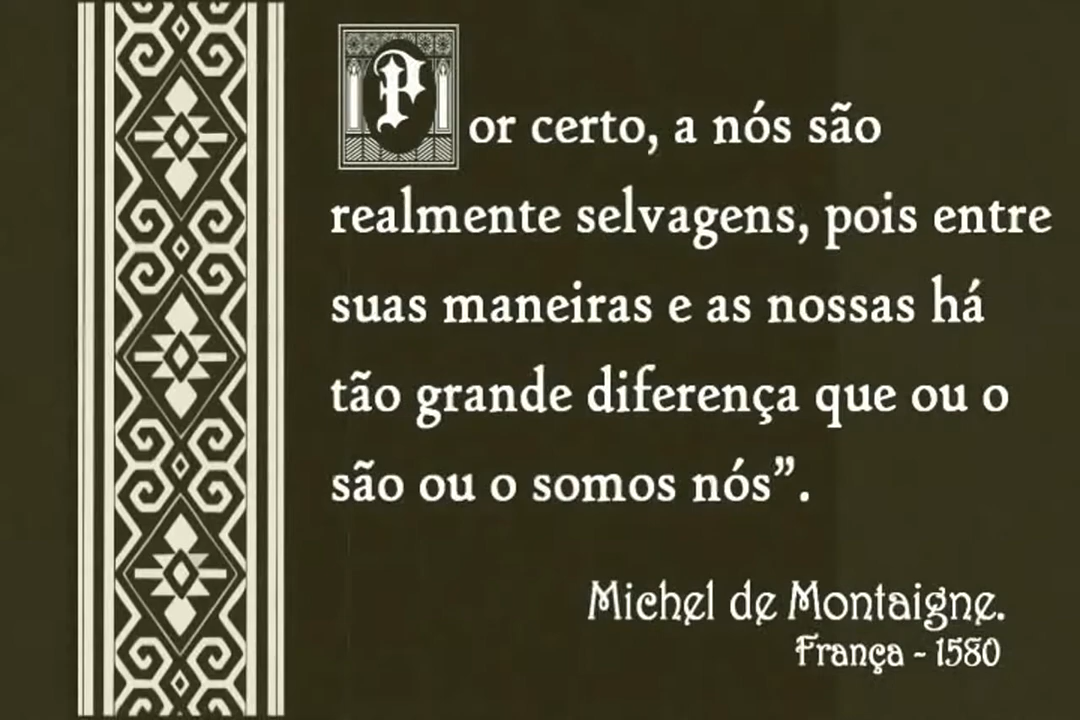 Por certo, a nós são
realmente selvagens, pois entre
suas maneiras e as nossas há
tão grande diferença que ou o
são ou o somos nós”.
Michel de Montaigne.
França - 1580